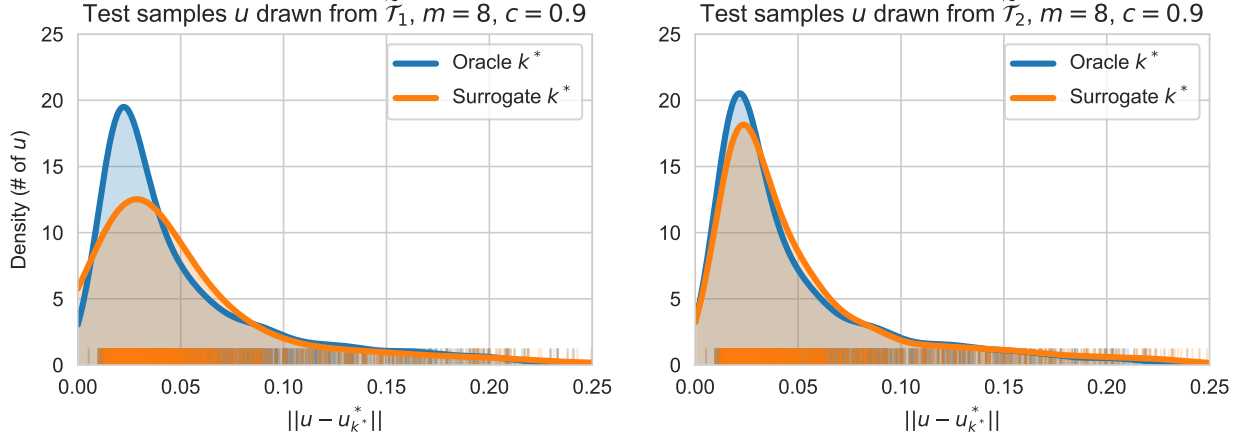 Test samples u drawn from 𝒯̃₁, m = 8, c = 0.9
25
20
15
10
5
0
Density (# of u)
Oracle k*
Surrogate k*
0.00 0.05 0.10 0.15 0.20 0.25
||u − u*ₖ*||
Test samples u drawn from 𝒯̃₂, m = 8, c = 0.9
25
20
15
10
5
0
Oracle k*
Surrogate k*
0.00 0.05 0.10 0.15 0.20 0.25
||u − u*ₖ*||